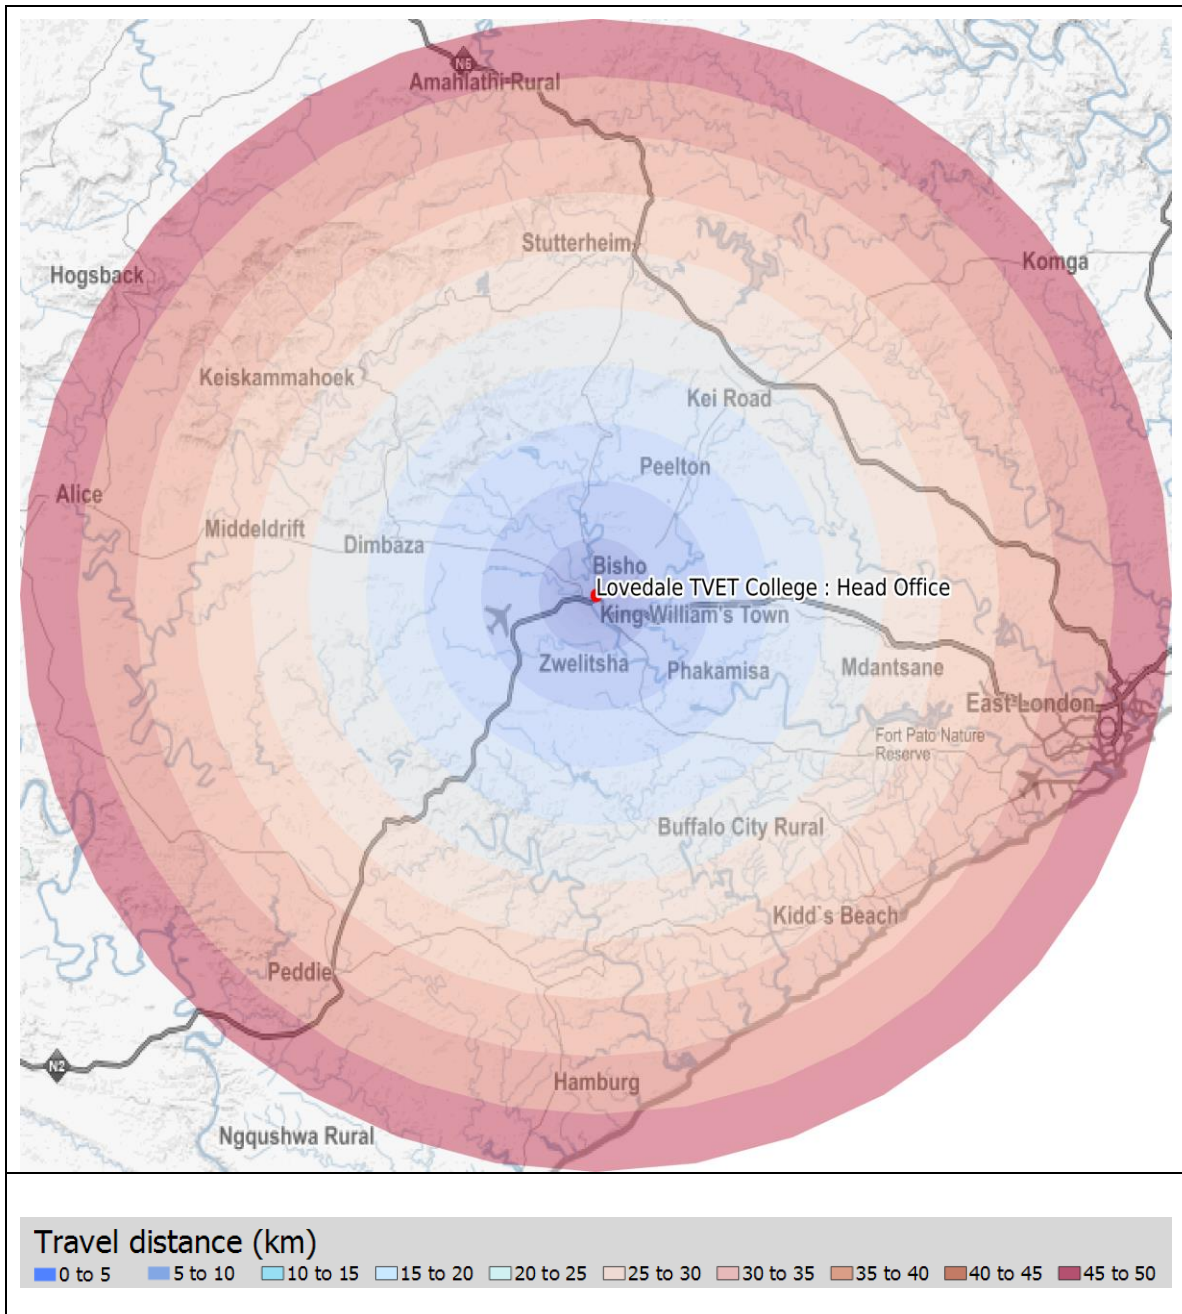 N6
Amahlathi Rural
Stutterheim
Hogsback
Komga
Keiskammahoek
Kei Road
Peelton
Alice
Middeldrift
Dimbaza
Bisho
Lovedale TVET College : Head Office
King William's Town
Zwelitsha
Phakamisa
Mdantsane
East London
Fort Pato Nature
Reserve
Buffalo City Rural
Kidd`s Beach
Peddie
N2
Hamburg
Ngqushwa Rural
Travel distance (km)
0 to 5 5 to 10 10 to 15 15 to 20 20 to 25 25 to 30 30 to 35 35 to 40 40 to 45 45 to 50